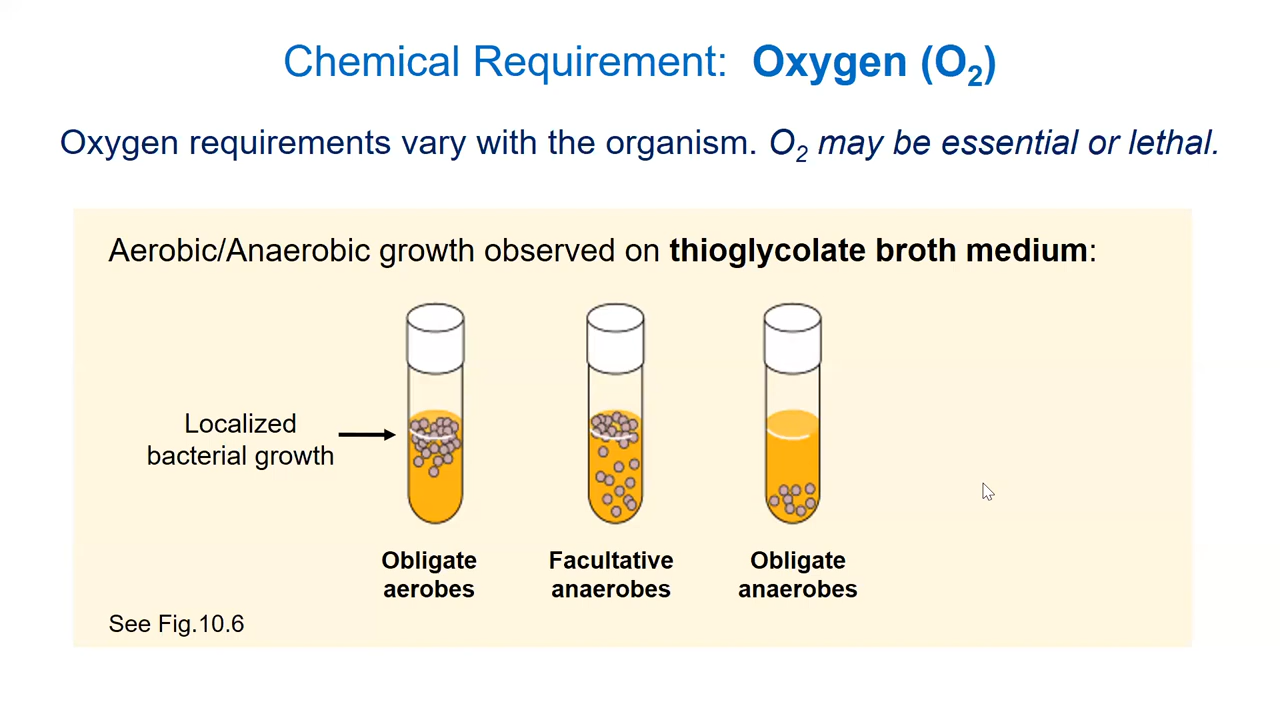 Chemical Requirement: Oxygen (O₂)
Oxygen requirements vary with the organism. O₂ may be essential or lethal.
Aerobic/Anaerobic growth observed on thioglycolate broth medium:
Localized
bacterial growth
Obligate
aerobes
Facultative
anaerobes
Obligate
anaerobes
See Fig.10.6